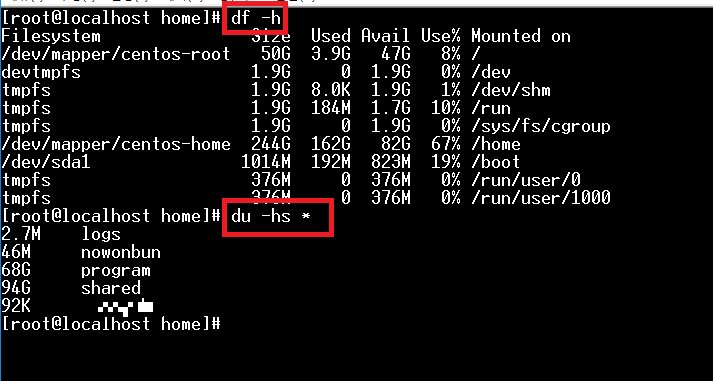 [root@localhost home]# df -h
Filesystem Size Used Avail Use% Mounted on
/dev/mapper/centos-root 50G 3.9G 47G 8% /
devtmpfs 1.9G 0 1.9G 0% /dev
tmpfs 1.9G 8.0K 1.9G 1% /dev/shm
tmpfs 1.9G 184M 1.7G 10% /run
tmpfs 1.9G 0 1.9G 0% /sys/fs/cgroup
/dev/mapper/centos-home 244G 162G 82G 67% /home
/dev/sda1 1014M 192M 823M 19% /boot
tmpfs 376M 0 376M 0% /run/user/0
tmpfs 376M 0 376M 0% /run/user/1000
[root@localhost home]# du -hs *
2.7M logs
46M nowonbun
68G program
94G shared
92K
[root@localhost home]#